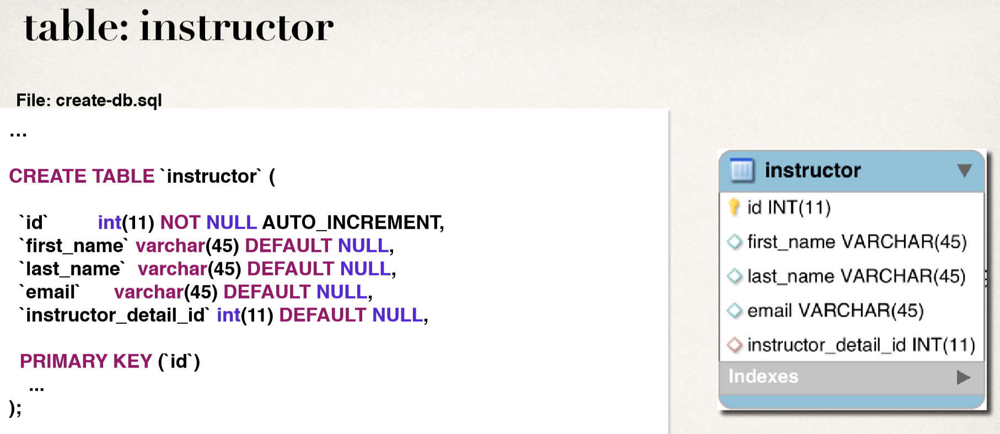 table: instructor
File: create-db.sql
...
CREATE TABLE `instructor` (
`id` int(11) NOT NULL AUTO_INCREMENT,
`first_name` varchar(45) DEFAULT NULL,
`last_name` varchar(45) DEFAULT NULL,
`email` varchar(45) DEFAULT NULL,
`instructor_detail_id` int(11) DEFAULT NULL,
PRIMARY KEY (`id`)
...
);
instructor
id INT(11)
first_name VARCHAR(45)
last_name VARCHAR(45)
email VARCHAR(45)
instructor_detail_id INT(11)
Indexes